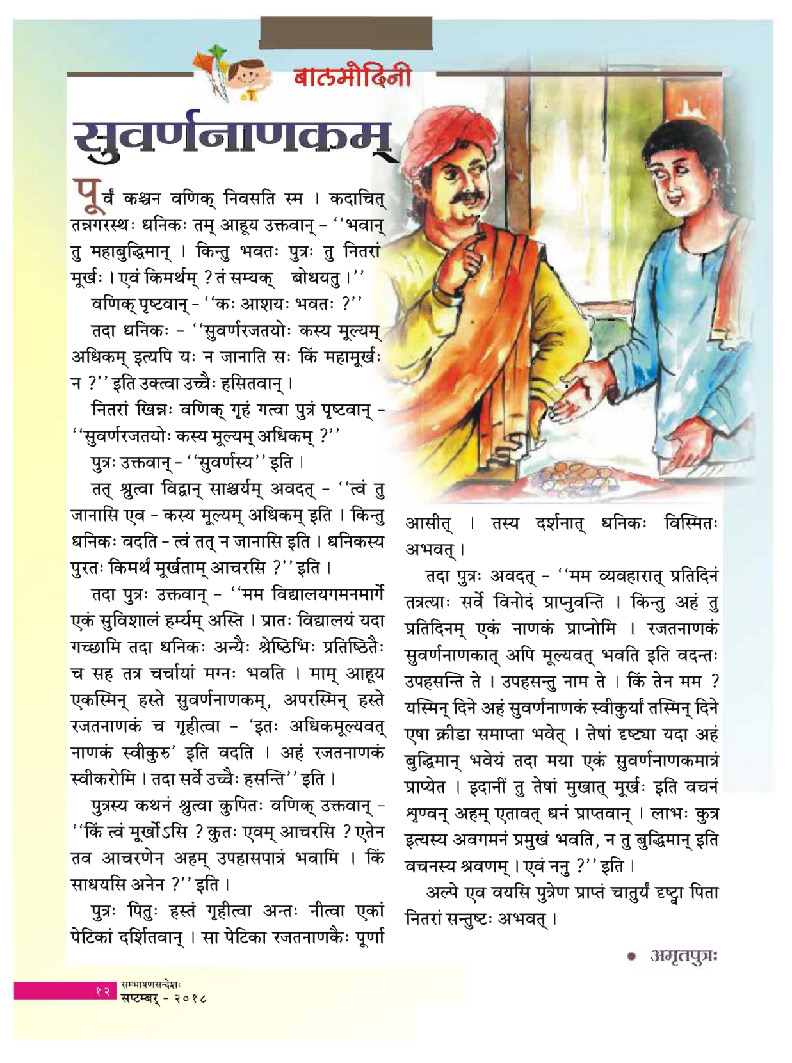 बालमोदिनी
सुवर्णनाणकम्
पूर्वं कश्चन वणिक् निवसति स्म । कदाचित्
तन्नगरस्थः धनिकः तम् आहूय उक्तवान् – ‘‘भवान्
तु महाबुद्धिमान् । किन्तु भवतः पुत्रः तु नितरां
मूर्खः । एवं किमर्थम् ? तं सम्यक् बोधयतु ।’’
वणिक् पृष्टवान् – ‘‘कः आशयः भवतः ?’’
तदा धनिकः – ‘‘सुवर्णरजतयोः कस्य मूल्यम्
अधिकम् इत्यपि यः न जानाति सः किं महामूर्खः
न ?’’ इति उक्त्वा उच्चैः हसितवान् ।
नितरां खिन्नः वणिक् गृहं गत्वा पुत्रं पृष्टवान् –
‘‘सुवर्णरजतयोः कस्य मूल्यम् अधिकम् ?’’
पुत्रः उक्तवान् – ‘‘सुवर्णस्य’’ इति ।
तत् श्रुत्वा विद्वान् साश्चर्यम् अवदत् – ‘‘त्वं तु
जानासि एव – कस्य मूल्यम् अधिकम् इति । किन्तु
धनिकः वदति – त्वं तत् न जानासि इति । धनिकस्य
पुरतः किमर्थं मूर्खताम् आचरसि ?’’ इति ।
तदा पुत्रः उक्तवान् – ‘‘मम विद्यालयगमनमार्गे
एकं सुविशालं हर्म्यम् अस्ति । प्रातः विद्यालयं यदा
गच्छामि तदा धनिकः अन्यैः श्रेष्ठिभिः प्रतिष्ठितैः
च सह तत्र चर्चायां मग्नः भवति । माम् आहूय
एकस्मिन् हस्ते सुवर्णनाणकम्, अपरस्मिन् हस्ते
रजतनाणकं च गृहीत्वा – ‘इतः अधिकमूल्यवत्
नाणकं स्वीकुरु’ इति वदति । अहं रजतनाणकं
स्वीकरोमि । तदा सर्वे उच्चैः हसन्ति’’ इति ।
पुत्रस्य कथनं श्रुत्वा कुपितः वणिक् उक्तवान् –
‘‘किं त्वं मूर्खोऽसि ? कुतः एवम् आचरसि ? एतेन
तव आचरणेन अहम् उपहासपात्रं भवामि । किं
साधयसि अनेन ?’’ इति ।
पुत्रः पितुः हस्तं गृहीत्वा अन्तः नीत्वा एकां
पेटिकां दर्शितवान् । सा पेटिका रजतनाणकैः पूर्णा
आसीत् । तस्य दर्शनात् धनिकः विस्मितः
अभवत् ।
तदा पुत्रः अवदत् – ‘‘मम व्यवहारात् प्रतिदिनं
तत्रत्याः सर्वे विनोदं प्राप्नुवन्ति । किन्तु अहं तु
प्रतिदिनम् एकं नाणकं प्राप्नोमि । रजतनाणकं
सुवर्णनाणकात् अपि मूल्यवत् भवति इति वदन्तः
उपहसन्ति ते । उपहसन्तु नाम ते । किं तेन मम ?
यस्मिन् दिने अहं सुवर्णनाणकं स्वीकुर्यां तस्मिन् दिने
एषा क्रीडा समाप्ता भवेत् । तेषां दृष्ट्या यदा अहं
बुद्धिमान् भवेयं तदा मया एकं सुवर्णनाणकमात्रं
प्राप्येत । इदानीं तु तेषां मुखात् मूर्खः इति वचनं
शृण्वन् अहम् एतावत् धनं प्राप्तवान् । लाभः कुत्र
इत्यस्य अवगमनं प्रमुखं भवति, न तु बुद्धिमान् इति
वचनस्य श्रवणम् । एवं ननु ?’’ इति ।
अल्पे एव वयसि पुत्रेण प्राप्तं चातुर्यं दृष्ट्वा पिता
नितरां सन्तुष्टः अभवत् ।
● अमृतपुत्रः
१२
सम्भाषणसन्देशः
सप्टम्बर् – २०१८